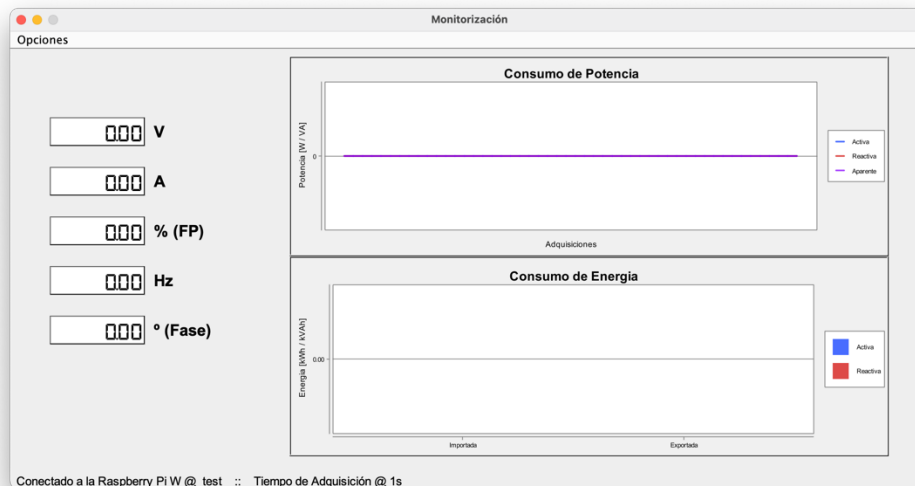 Monitorización
Opciones
0.00 V
0.00 A
0.00 % (FP)
0.00 Hz
0.00 º (Fase)
Consumo de Potencia
Potencia [W / VA]
0
Adquisiciones
Activa
Reactiva
Aparente
Consumo de Energia
Energia [kWh / kVAh]
0.00
Importada
Exportada
Activa
Reactiva
Conectado a la Raspberry Pi W @ test :: Tiempo de Adquisición @ 1s